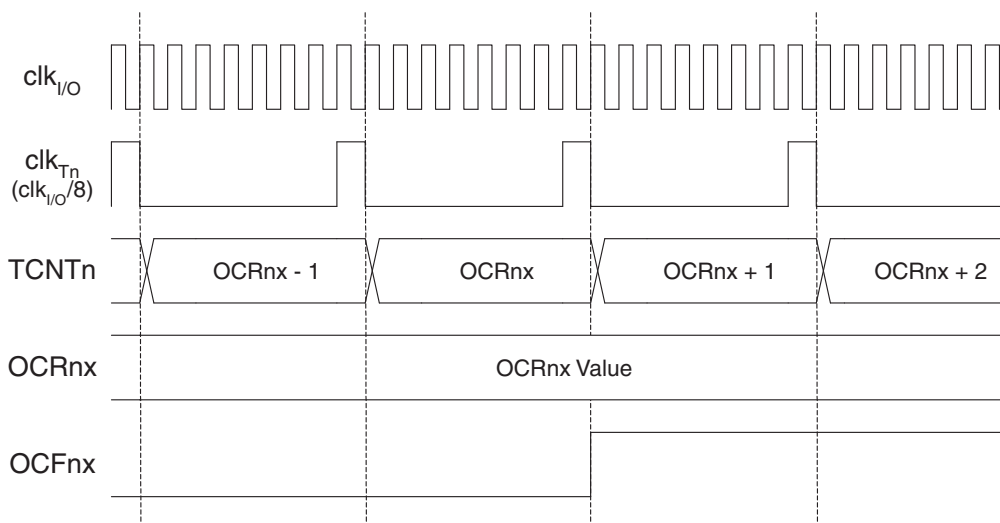 clkI/O
clkTn
(clkI/O/8)
TCNTn
OCRnx - 1
OCRnx
OCRnx + 1
OCRnx + 2
OCRnx
OCRnx Value
OCFnx